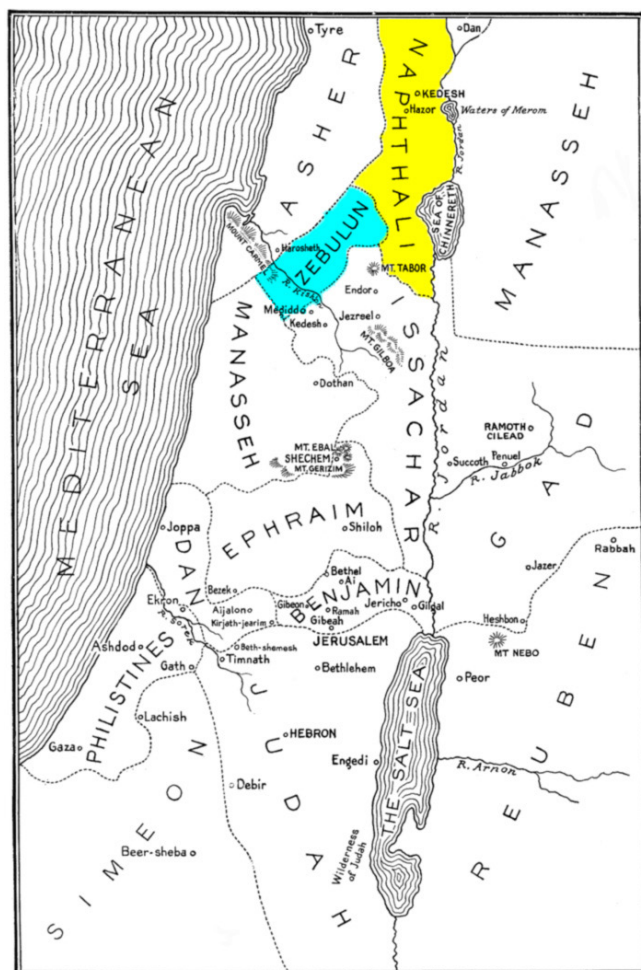 Tyre
Dan
NAPHTHALI
ASHER
KEDESH
Hazor
Waters of Merom
R. Jordan
MANASSEH
SEA OF
CHINNERETH
MEDITERRANEAN
SEA
MOUNT CARMEL
Harosheth
ZEBULUN
MT. TABOR
Endor
Megiddo
Kedesh
Jezreel
MT. GILBOA
ISSACHAR
MANASSEH
Dothan
R. Jordan
RAMOTH
CILEAD
MT. EBAL
SHECHEM
MT. GERIZIM
Succoth
Penuel
R. Jabbok
GAD
Joppa
DAN
EPHRAIM
Shiloh
Rabbah
Bethel
Ai
Jazer
Bezek
BENJAMIN
Ekron
Aijalon
Gibeon
Ramah
Jericho
Gilgal
Kirjath-jearim
Gibeah
Heshbon
R. Sorek
JERUSALEM
MT NEBO
Ashdod
Beth-shemesh
Timnath
Gath
Bethlehem
Peor
PHILISTINES
Lachish
JUDAH
REUBEN
Gaza
HEBRON
THE SALT SEA
Engedi
R. Arnon
Debir
SIMEON
Beer-sheba
Wilderness
of Judah